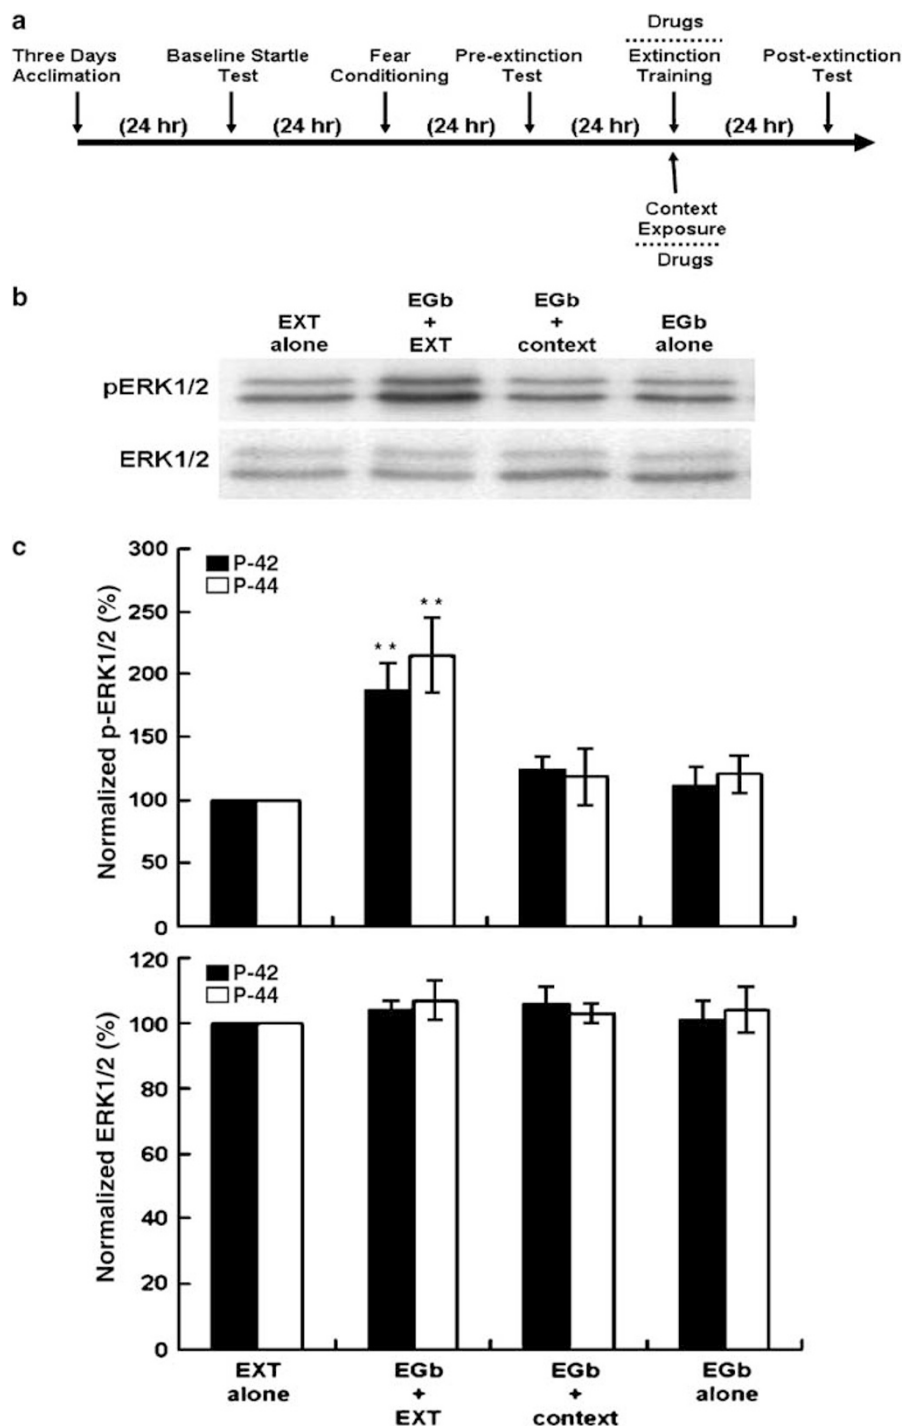 a
Drugs
Three Days
Acclimation
Baseline Startle
Test
Fear
Conditioning
Pre-extinction
Test
Extinction
Training
Post-extinction
Test
(24 hr) (24 hr) (24 hr) (24 hr) (24 hr)
Context
Exposure
Drugs
b
EXT
alone
EGb
+
EXT
EGb
+
context
EGb
alone
pERK1/2
ERK1/2
c
Normalized p-ERK1/2 (%)
300
250
200
150
100
50
0
P-42
P-44
* *
* *
Normalized ERK1/2 (%)
120
100
80
60
40
20
0
P-42
P-44
EXT
alone
EGb
+
EXT
EGb
+
context
EGb
alone